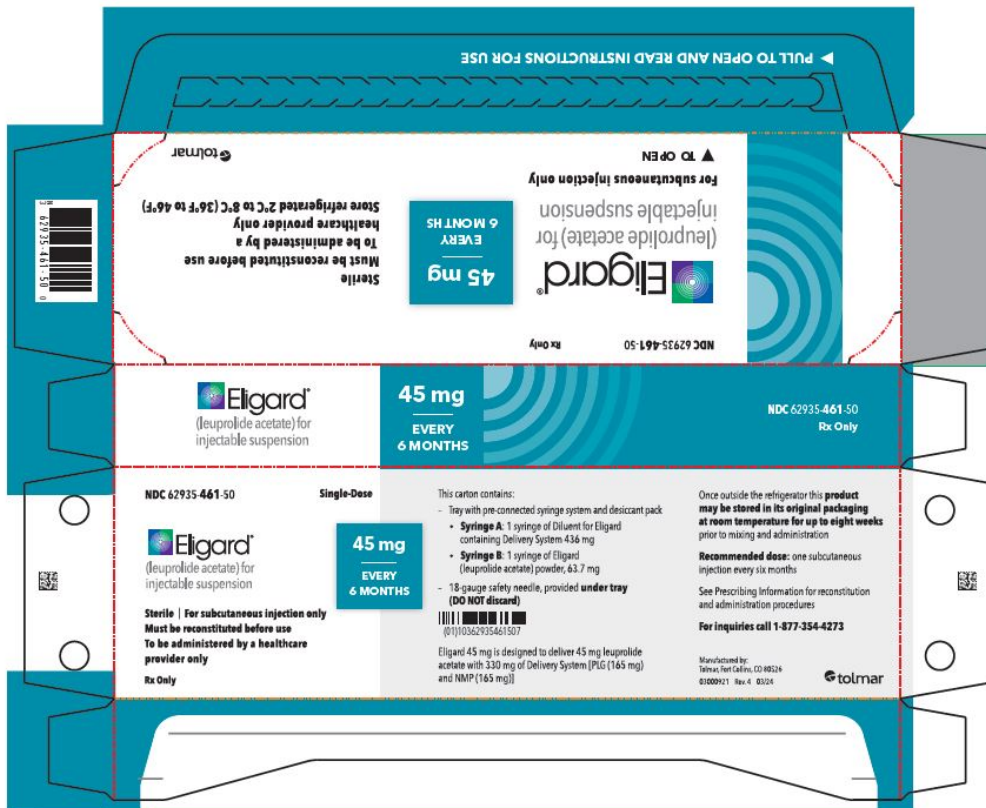 ▶ PULL TO OPEN AND READ INSTRUCTIONS FOR USE
NDC 62935-461-50 Rx Only
Eligard®
(leuprolide acetate) for
injectable suspension
For subcutaneous injection only
▲ TO OPEN
45 mg
EVERY
6 MONTHS
Sterile
Must be reconstituted before use
To be administered by a
healthcare provider only
Store refrigerated 2°C to 8°C (36°F to 46°F)
tolmar
N
3 62935-461-50 0
Eligard®
(leuprolide acetate) for
injectable suspension
45 mg
EVERY
6 MONTHS
NDC 62935-461-50
Rx Only
NDC 62935-461-50 Single-Dose
Eligard®
(leuprolide acetate) for
injectable suspension
45 mg
EVERY
6 MONTHS
Sterile | For subcutaneous injection only
Must be reconstituted before use
To be administered by a healthcare
provider only
Rx Only
This carton contains:
- Tray with pre-connected syringe system and desiccant pack
• Syringe A: 1 syringe of Diluent for Eligard
containing Delivery System 436 mg
• Syringe B: 1 syringe of Eligard
(leuprolide acetate) powder, 63.7 mg
- 18-gauge safety needle, provided under tray
(DO NOT discard)
(01)10362935461507
Eligard 45 mg is designed to deliver 45 mg leuprolide
acetate with 330 mg of Delivery System [PLG (165 mg)
and NMP (165 mg)]
Once outside the refrigerator this product
may be stored in its original packaging
at room temperature for up to eight weeks
prior to mixing and administration
Recommended dose: one subcutaneous
injection every six months
See Prescribing Information for reconstitution
and administration procedures
For inquiries call 1-877-354-4273
Manufactured by:
Tolmar, Fort Collins, CO 80526
03000921 Rev. 4 03/24
tolmar